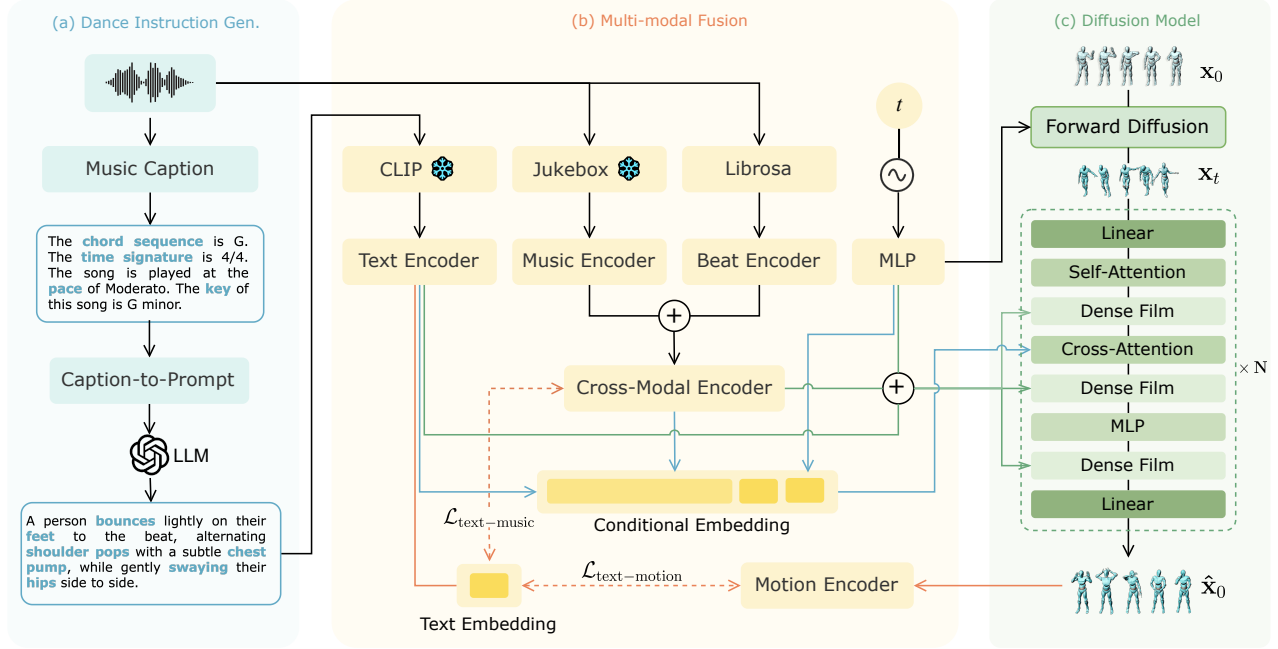 (a) Dance Instruction Gen.
Music Caption
The chord sequence is G.
The time signature is 4/4.
The song is played at the
pace of Moderato. The key of
this song is G minor.
Caption-to-Prompt
LLM
A person bounces lightly on their
feet to the beat, alternating
shoulder pops with a subtle chest
pump, while gently swaying their
hips side to side.
(b) Multi-modal Fusion
t
CLIP
Jukebox
Librosa
Text Encoder
Music Encoder
Beat Encoder
MLP
+
Cross-Modal Encoder
+
Conditional Embedding
ℒtext−music
ℒtext−motion
Motion Encoder
Text Embedding
(c) Diffusion Model
x0
Forward Diffusion
xt
Linear
Self-Attention
Dense Film
Cross-Attention
Dense Film
MLP
Dense Film
Linear
× N
x̂0